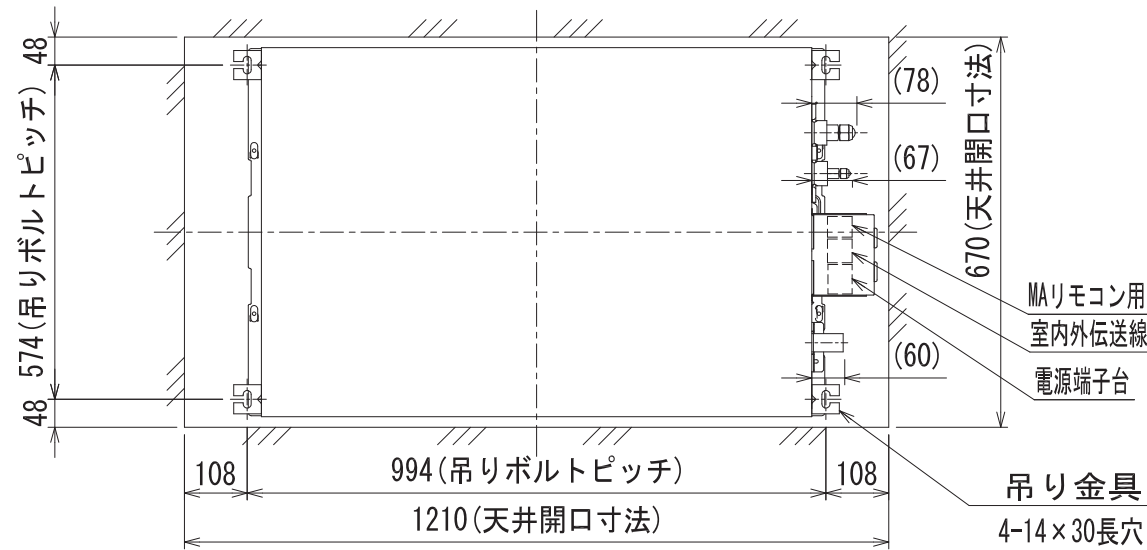 48
574(吊りボルトピッチ)
48
(78)
(67)
(60)
670(天井開口寸法)
MAリモコン用
室内外伝送線
電源端子台
108
994(吊りボルトピッチ)
108
1210(天井開口寸法)
吊り金具
4-14×30長穴